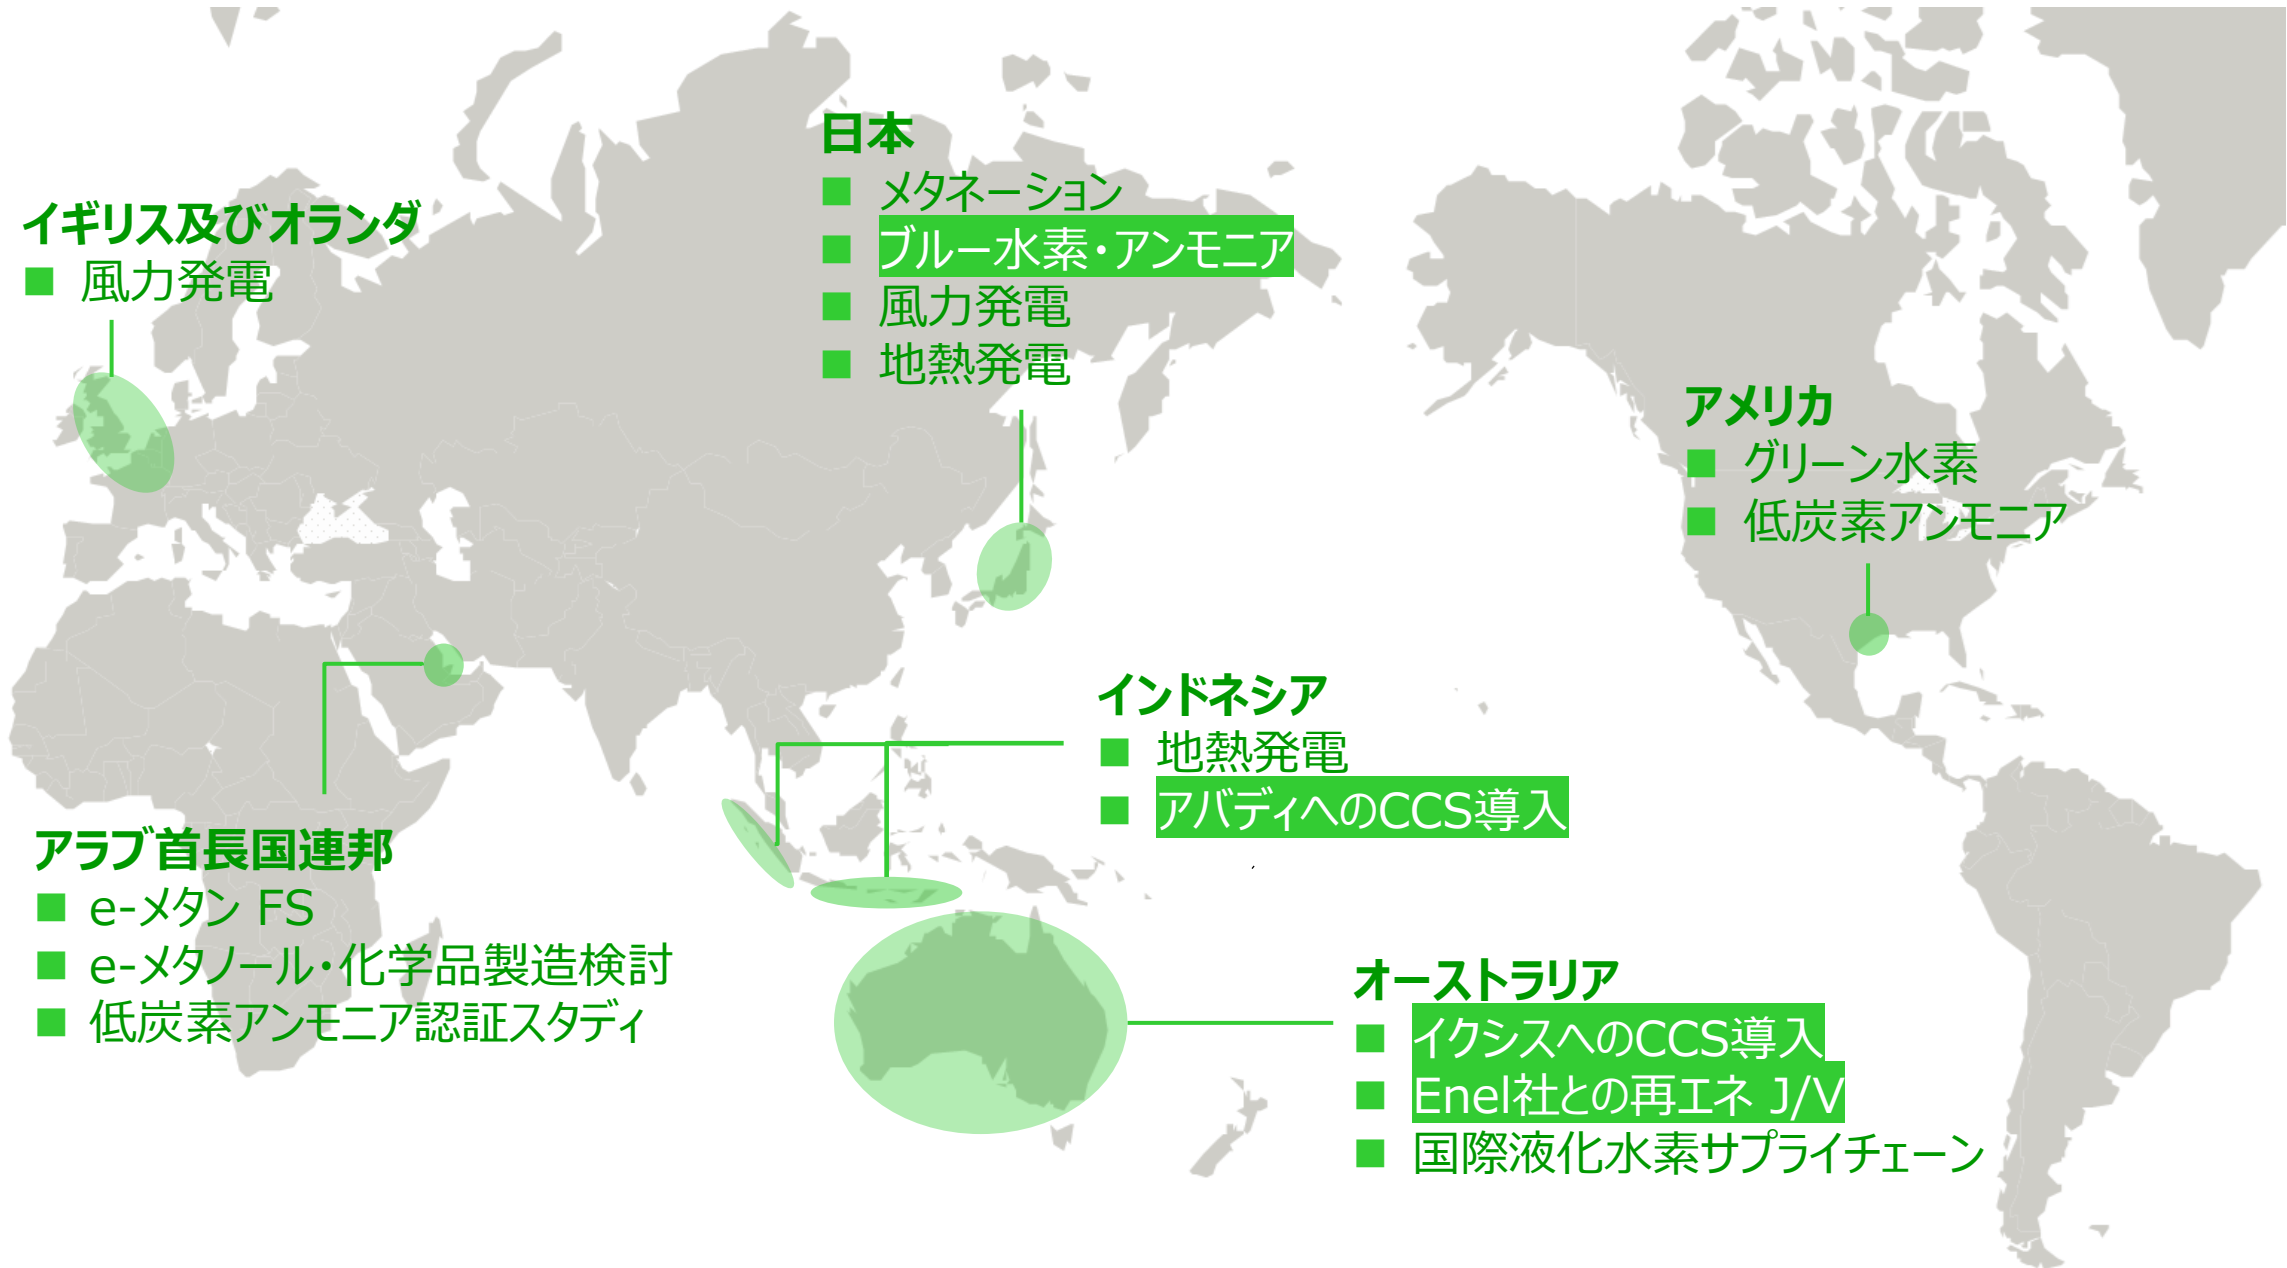 イギリス及びオランダ
■ 風力発電
日本
■ メタネーション
■ ブルー水素・アンモニア
■ 風力発電
■ 地熱発電
アメリカ
■ グリーン水素
■ 低炭素アンモニア
インドネシア
■ 地熱発電
■ アバディへのCCS導入
アラブ首長国連邦
■ e-メタン FS
■ e-メタノール・化学品製造検討
■ 低炭素アンモニア認証スタディ
オーストラリア
■ イクシスへのCCS導入
■ Enel社との再エネ J/V
■ 国際液化水素サプライチェーン